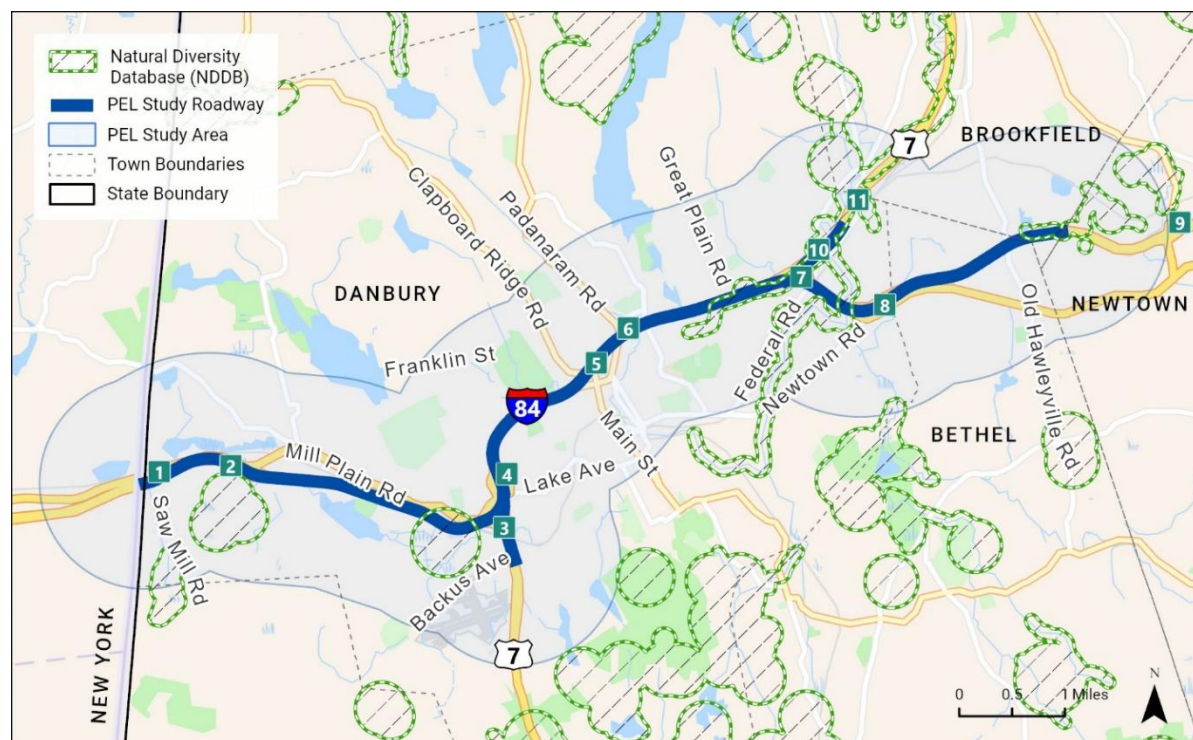 Natural Diversity
Database (NDDB)
PEL Study Roadway
PEL Study Area
Town Boundaries
State Boundary
7
BROOKFIELD
Great Plain Rd
Clapboard Ridge Rd
Padanaram Rd
11
9
10
DANBURY
7
8
NEWTOWN
6
Federal Rd
Newtown Rd
Old Hawleyville Rd
Franklin St
5
84
Main St
BETHEL
Mill Plain Rd
1
2
4
Lake Ave
3
Saw Mill Rd
Backus Ave
7
NEW YORK
N
0 0.5 1 Miles